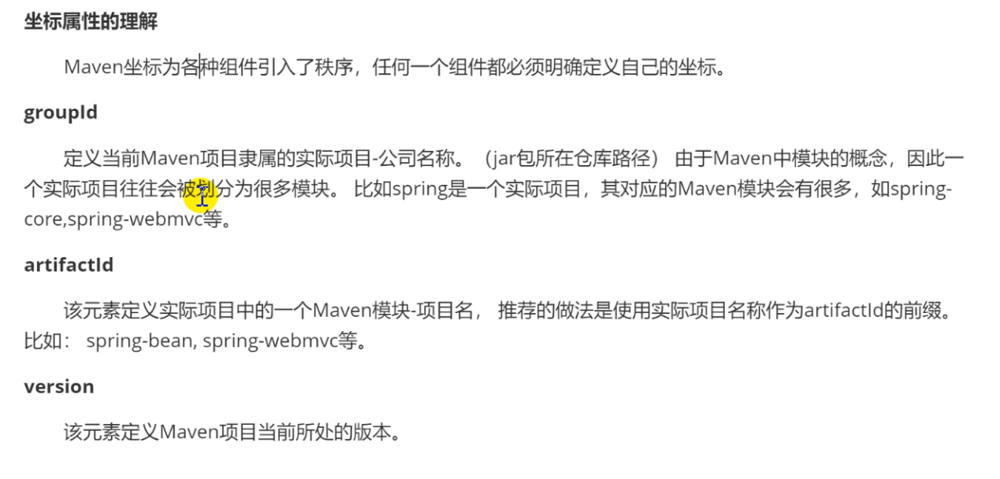 坐标属性的理解
Maven坐标为各种组件引入了秩序，任何一个组件都必须明确定义自己的坐标。
groupId
定义当前Maven项目隶属的实际项目-公司名称。（jar包所在仓库路径） 由于Maven中模块的概念，因此一
个实际项目往往会被划分为很多模块。 比如spring是一个实际项目，其对应的Maven模块会有很多，如spring-
core,spring-webmvc等。
artifactId
该元素定义实际项目中的一个Maven模块-项目名， 推荐的做法是使用实际项目名称作为artifactId的前缀。
比如： spring-bean, spring-webmvc等。
version
该元素定义Maven项目当前所处的版本。